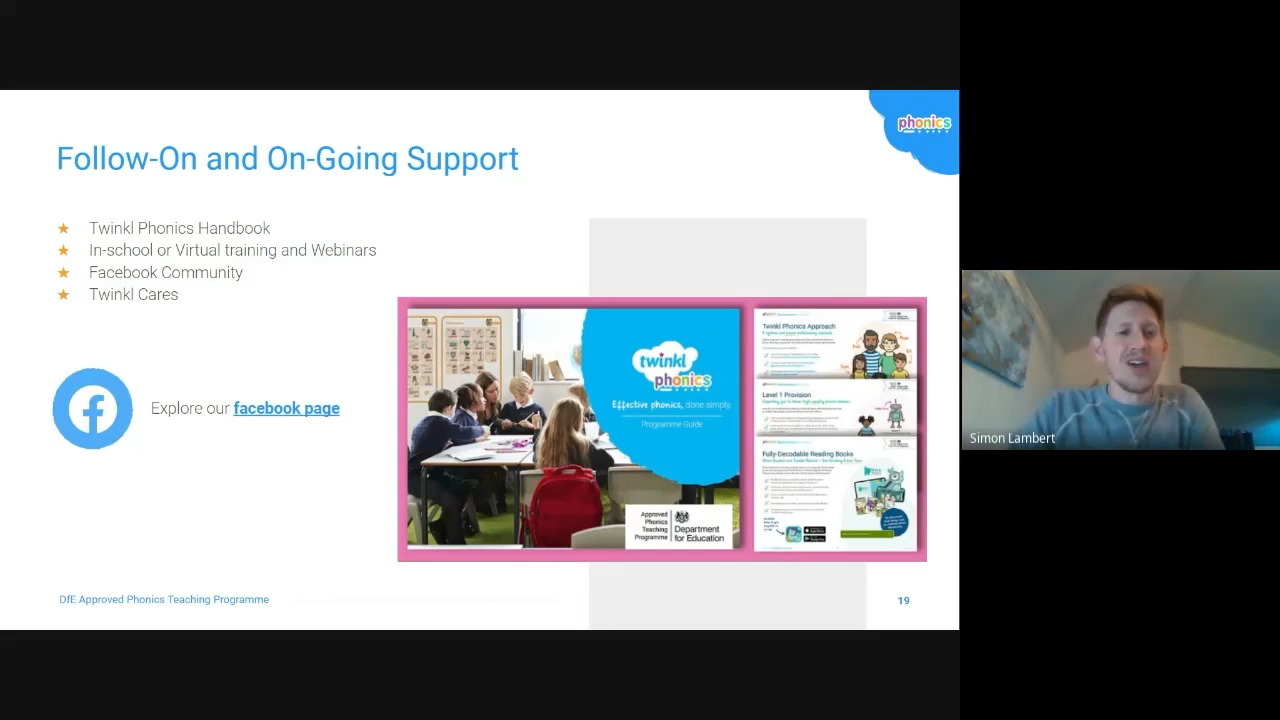 phonics
Follow-On and On-Going Support
★ Twinkl Phonics Handbook
★ In-school or Virtual training and Webinars
★ Facebook Community
★ Twinkl Cares
Explore our facebook page
twinkl
phonics
Effective phonics, done simply.
Programme Guide
Approved
Phonics
Teaching
Programme
Department
for Education
Twinkl Phonics Approach
Level 1 Provision
Fully-Decodable Reading Books
DfE Approved Phonics Teaching Programme
19
Simon Lambert